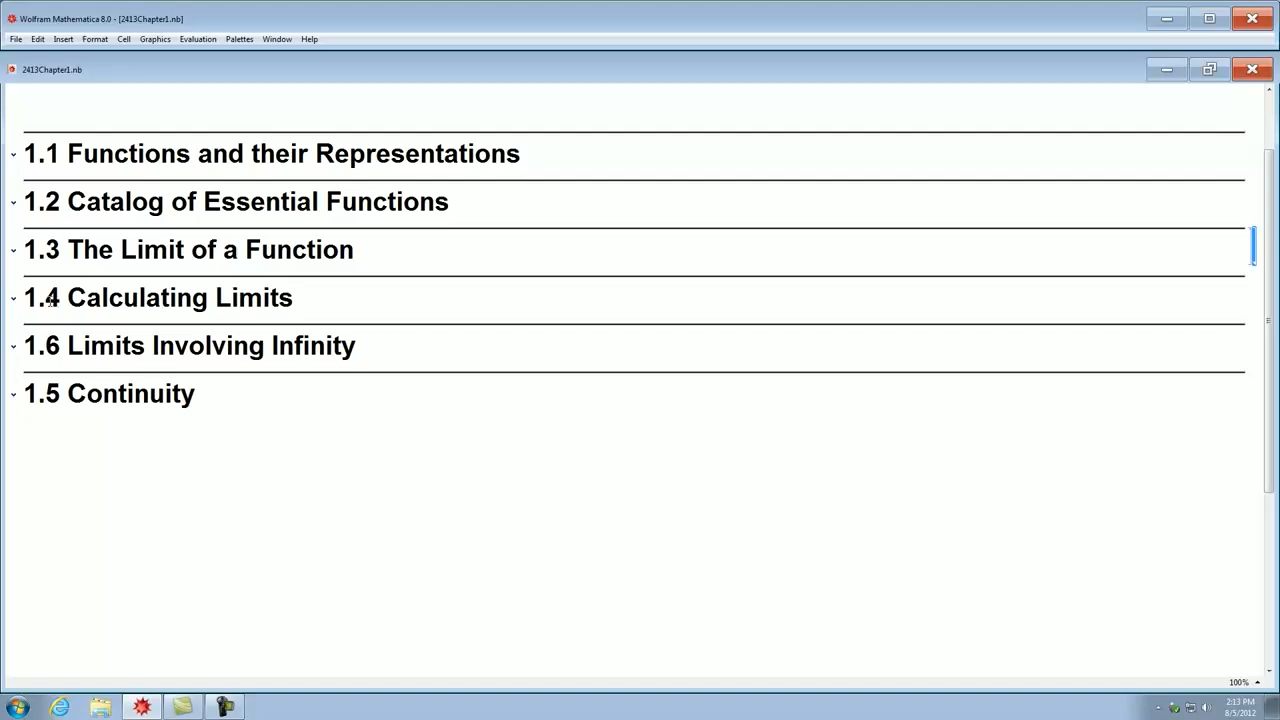 Wolfram Mathematica 8.0 - [2413Chapter1.nb]
File Edit Insert Format Cell Graphics Evaluation Palettes Window Help
2413Chapter1.nb
1.1 Functions and their Representations
1.2 Catalog of Essential Functions
1.3 The Limit of a Function
1.4 Calculating Limits
1.6 Limits Involving Infinity
1.5 Continuity
100%
2:13 PM
8/5/2012